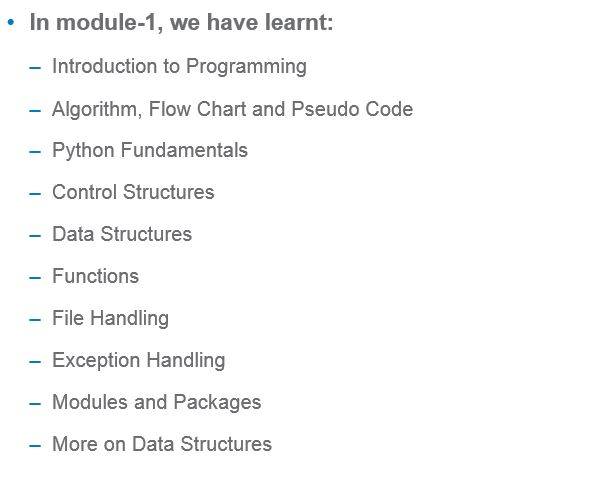 • In module-1, we have learnt:
– Introduction to Programming
– Algorithm, Flow Chart and Pseudo Code
– Python Fundamentals
– Control Structures
– Data Structures
– Functions
– File Handling
– Exception Handling
– Modules and Packages
– More on Data Structures